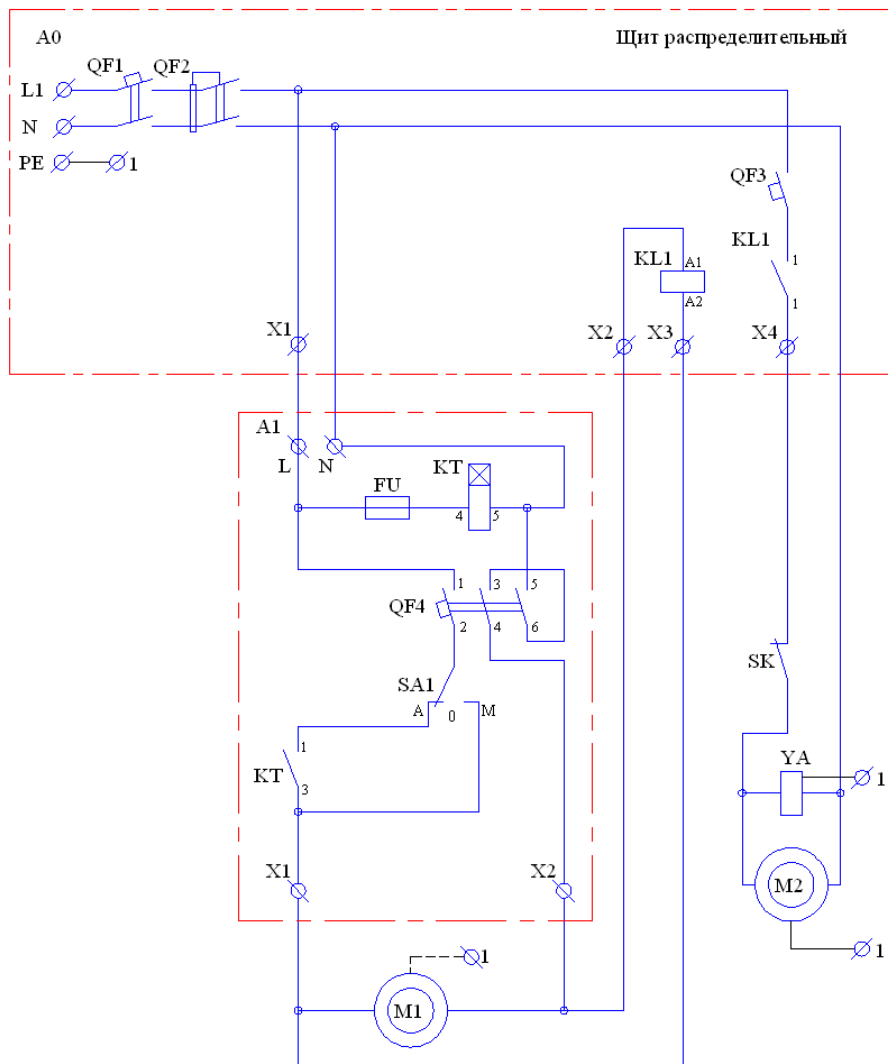 A0
Щит распределительный
QF1 QF2
L1
N
PE 1
QF3
KL1
KL1
A1
A2
1
1
X1
X2 X3 X4
A1
L N
KT
FU
4 5
1 3 5
QF4
2 4 6
SA1
A 0 M
SK
KT
1
3
YA
1
X1
X2
M2
1
1
M1